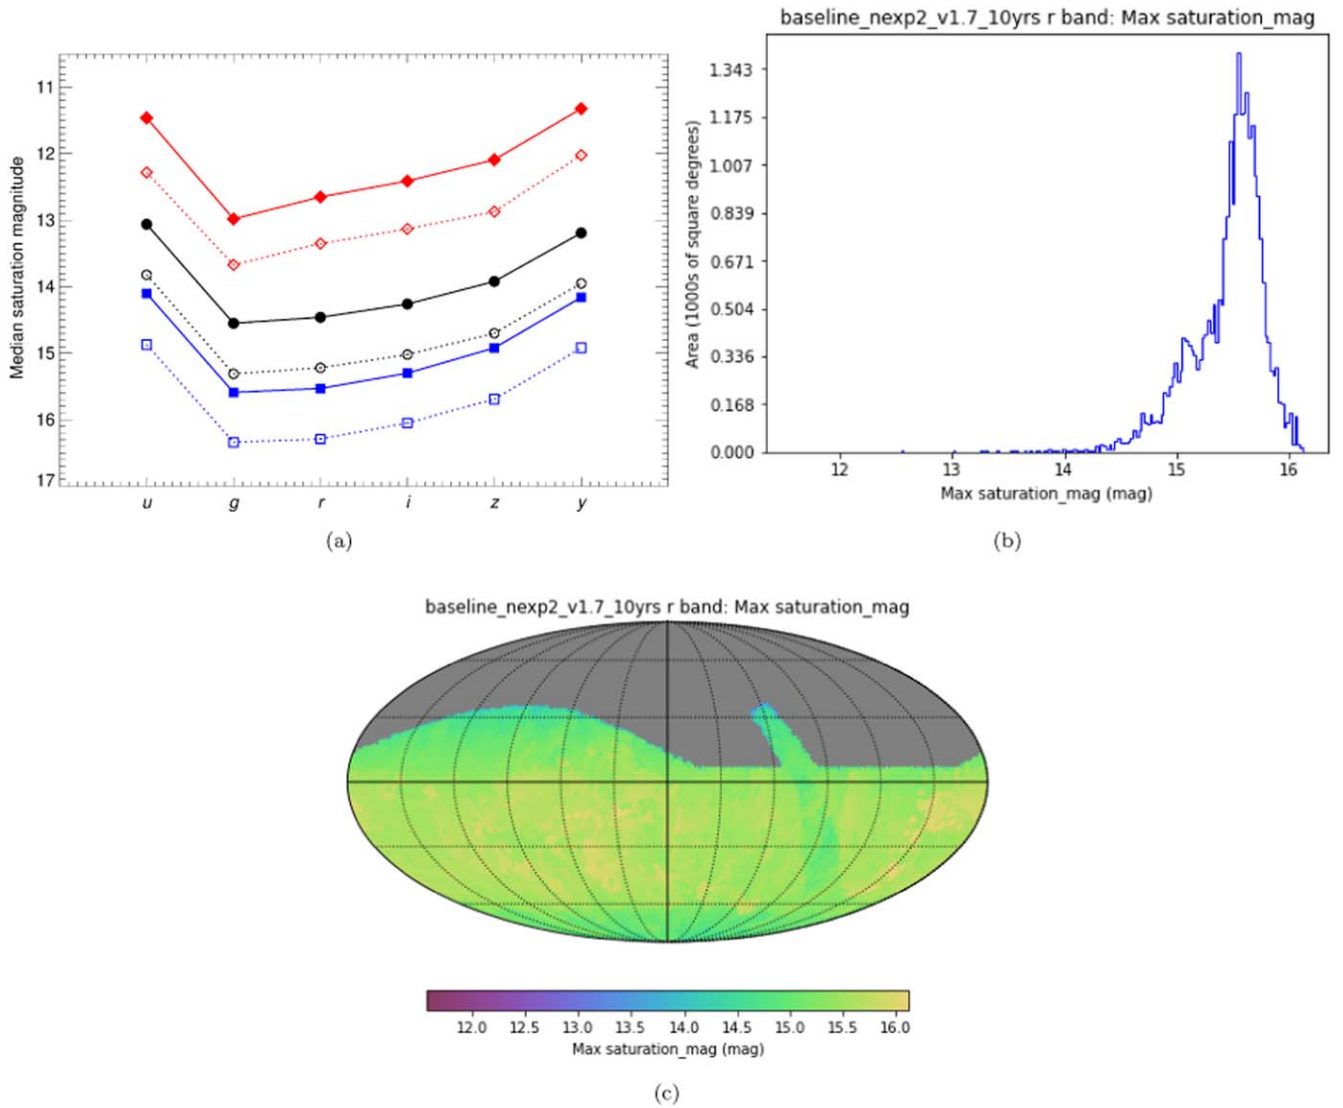 baseline_nexp2_v1.7_10yrs r band: Max saturation_mag
11
12
13
14
15
16
17
Median saturation magnitude
u g r i z y
(a)
1.343
1.175
1.007
0.839
0.671
0.504
0.336
0.168
0.000
Area (1000s of square degrees)
12 13 14 15 16
Max saturation_mag (mag)
(b)
baseline_nexp2_v1.7_10yrs r band: Max saturation_mag
12.0 12.5 13.0 13.5 14.0 14.5 15.0 15.5 16.0
Max saturation_mag (mag)
(c)